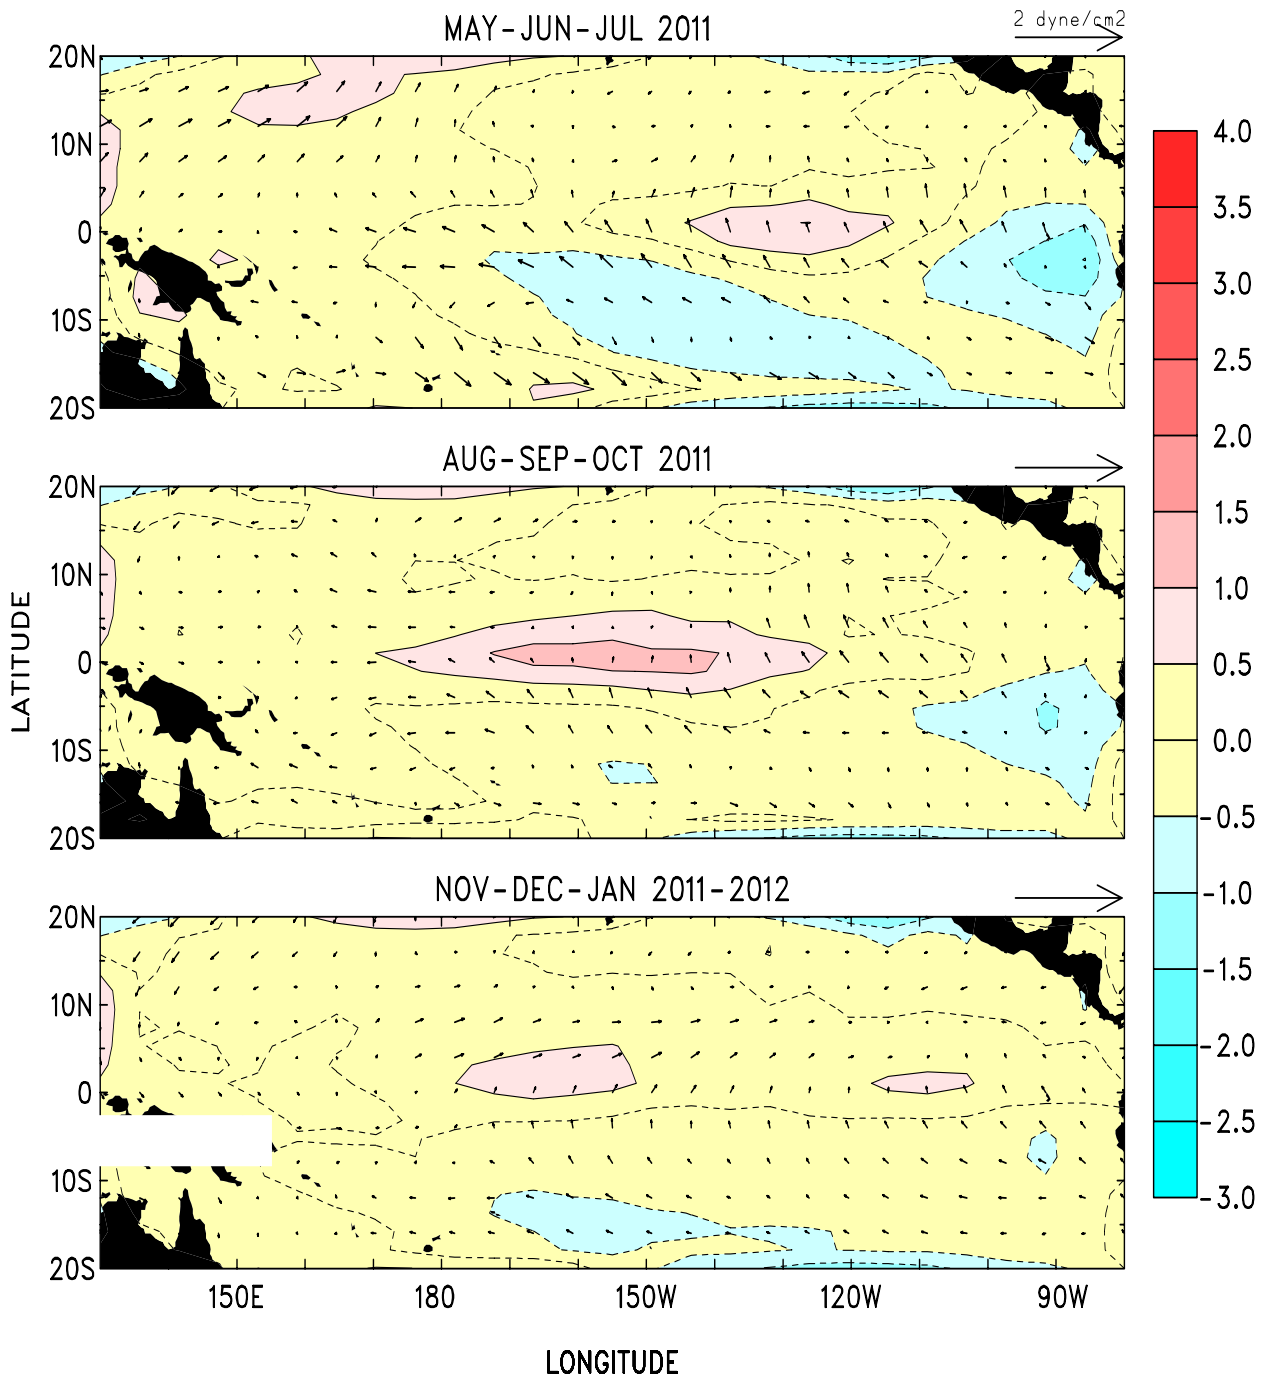 MAY-JUN-JUL 2011
2 dyne/cm2
20N
10N
0
10S
20S
AUG-SEP-OCT 2011
20N
10N
0
10S
20S
LATITUDE
NOV-DEC-JAN 2011-2012
20N
10N
0
10S
20S
150E 180 150W 120W 90W
LONGITUDE
4.0
3.5
3.0
2.5
2.0
1.5
1.0
0.5
0.0
-0.5
-1.0
-1.5
-2.0
-2.5
-3.0